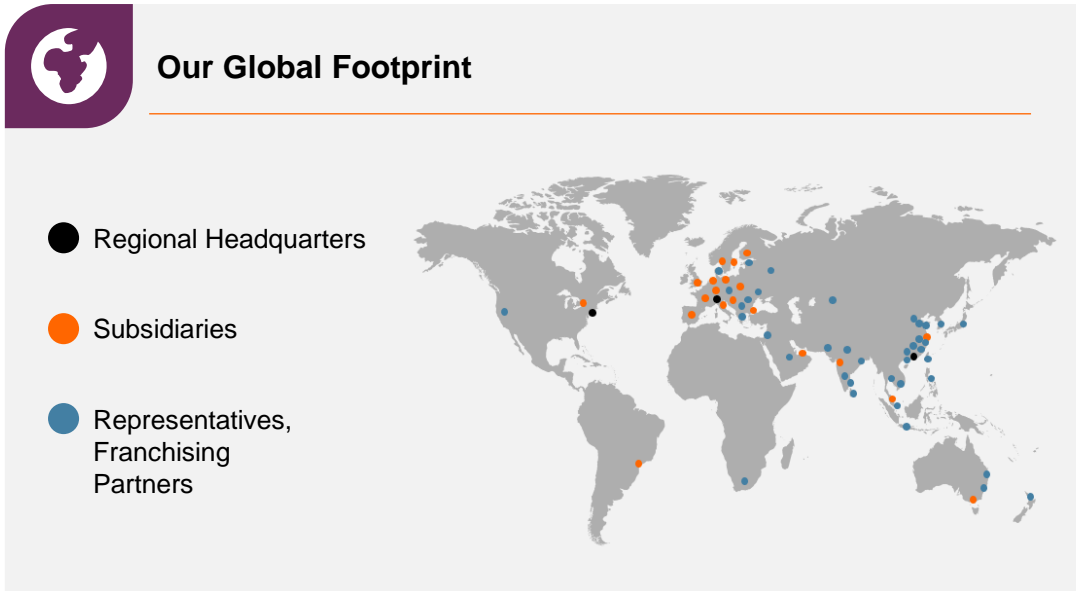 Our Global Footprint
Regional Headquarters
Subsidiaries
Representatives,
Franchising
Partners